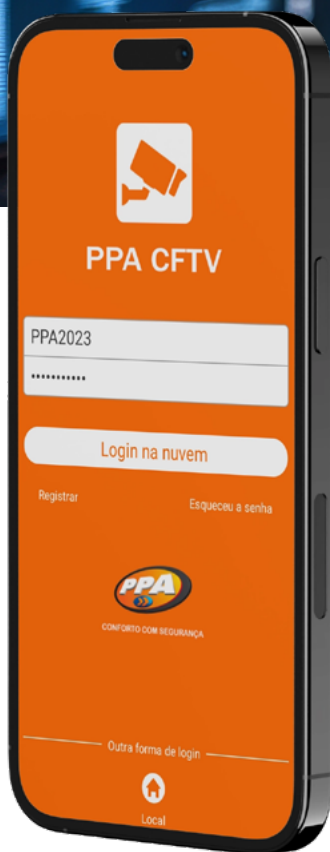 PPA CFTV
PPA2023
•••••••••••
Login na nuvem
Registrar
Esqueceu a senha
PPA
CONFORTO COM SEGURANÇA
Outra forma de login
Local